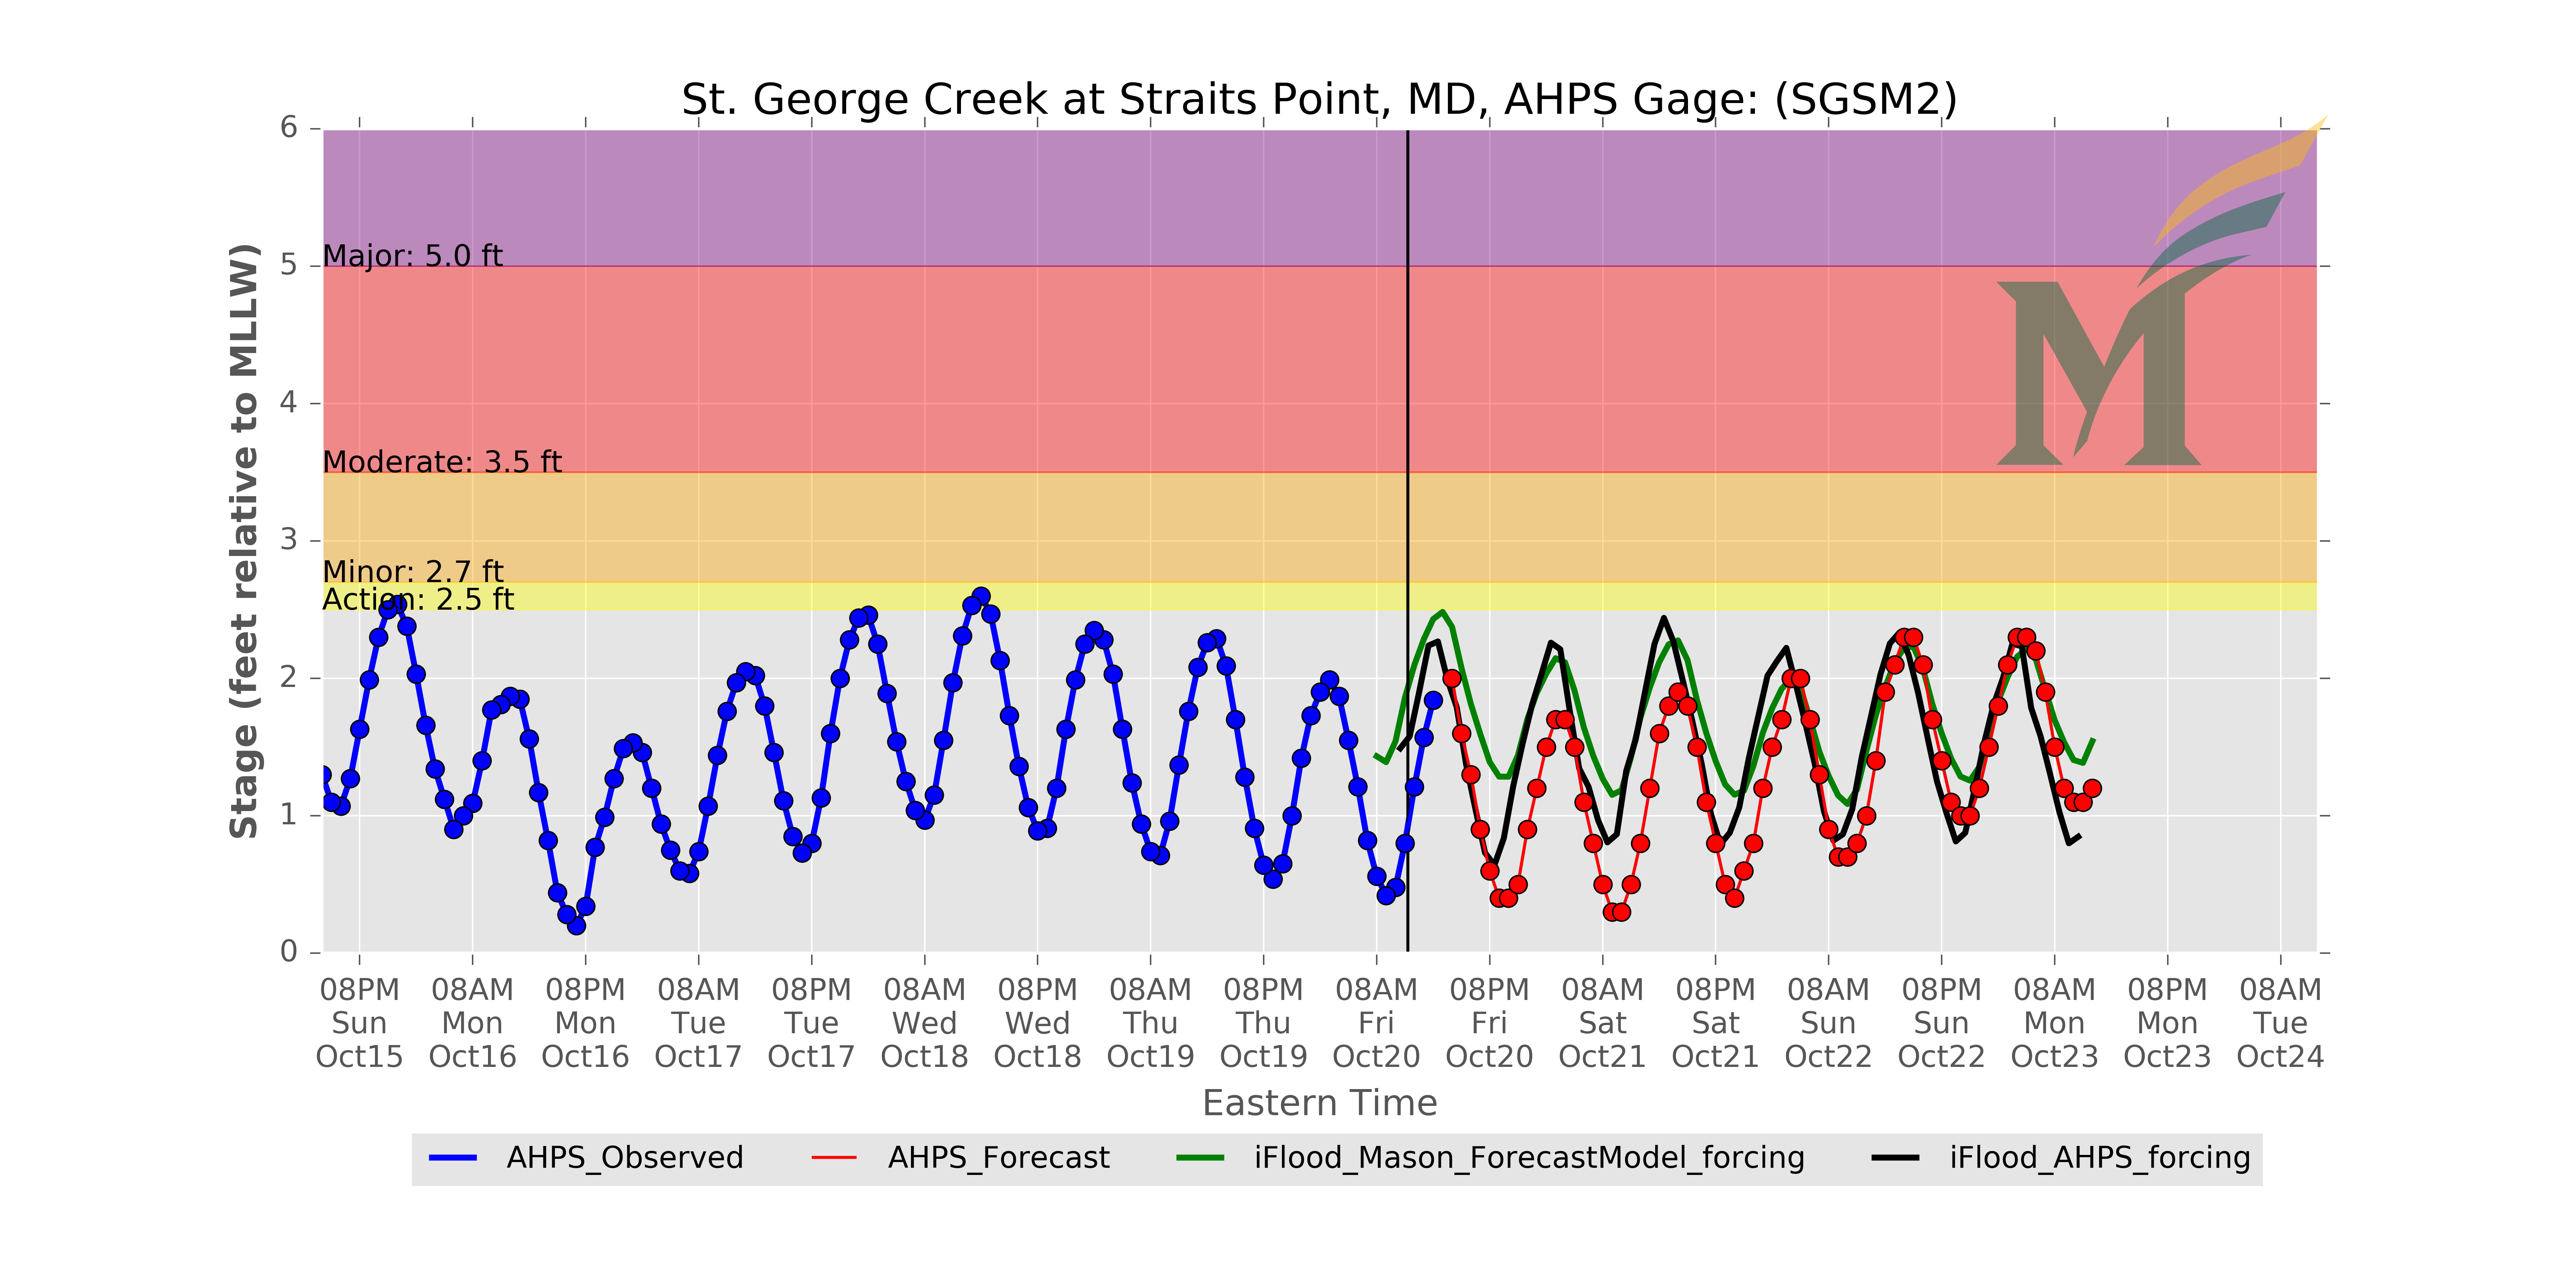 St. George Creek at Straits Point, MD, AHPS Gage: (SGSM2)
Stage (feet relative to MLLW)
6
5
4
3
2
1
0
Major: 5.0 ft
Moderate: 3.5 ft
Minor: 2.7 ft
Action: 2.5 ft
M
08PM 08AM 08PM 08AM 08PM 08AM 08PM 08AM 08PM 08AM 08PM 08AM 08PM 08AM 08PM 08AM 08PM 08AM
Sun Mon Mon Tue Tue Wed Wed Thu Thu Fri Fri Sat Sat Sun Sun Mon Mon Tue
Oct15 Oct16 Oct16 Oct17 Oct17 Oct18 Oct18 Oct19 Oct19 Oct20 Oct20 Oct21 Oct21 Oct22 Oct22 Oct23 Oct23 Oct24
Eastern Time
AHPS_Observed AHPS_Forecast iFlood_Mason_ForecastModel_forcing iFlood_AHPS_forcing